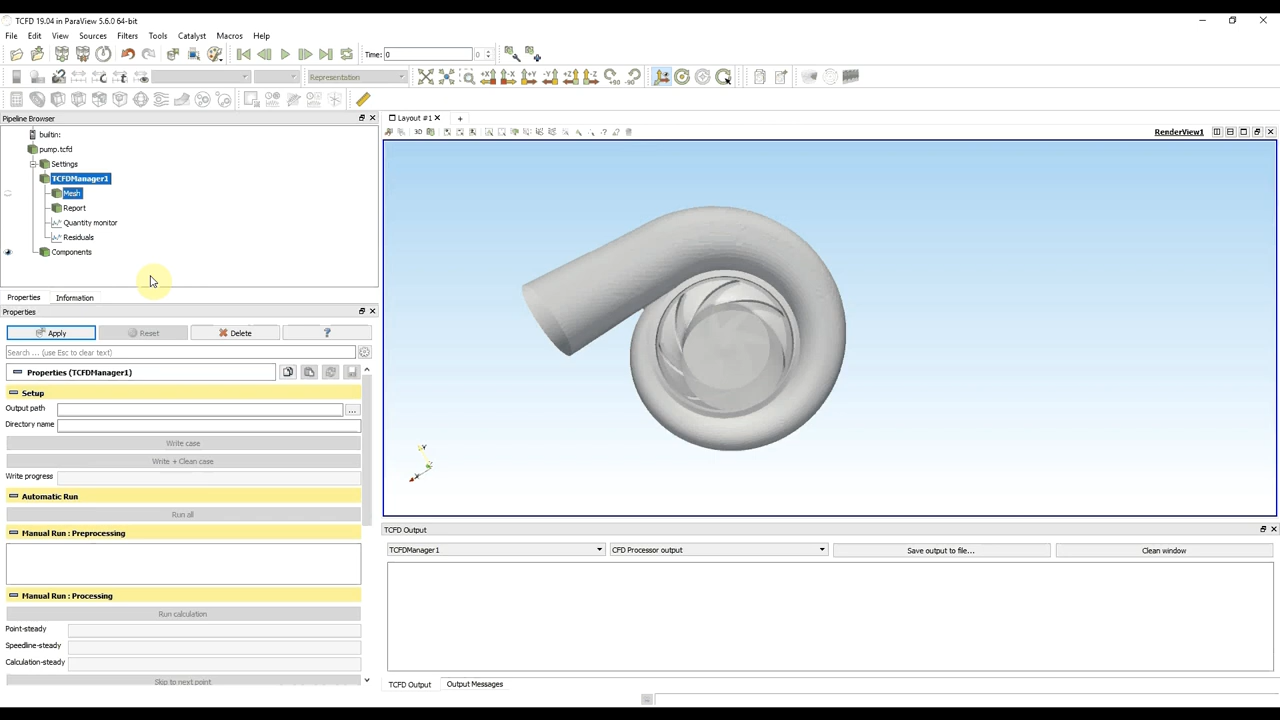 TCFD 19.04 in ParaView 5.6.0 64-bit
File Edit View Sources Filters Tools Catalyst Macros Help
Time: 0 0
Representation
+X -X +Y -Y +Z -Z +90 -90
Pipeline Browser
Layout #1 +
builtin:
3D RenderView1
pump.tcfd
Settings
TCFDManager1
Mesh
Report
Quantity monitor
Residuals
Components
Properties Information
Properties
Apply Reset Delete ?
Search ... (use Esc to clear text)
Properties (TCFDManager1)
Setup
Output path ...
Directory name
Write case
Write + Clean case
Write progress
Automatic Run
Run all
Manual Run : Preprocessing
Manual Run : Processing
Run calculation
Point-steady
Speedline-steady
Calculation-steady
Skip to next point
Y
X
TCFD Output
TCFDManager1 CFD Processor output Save output to file... Clean window
TCFD Output Output Messages